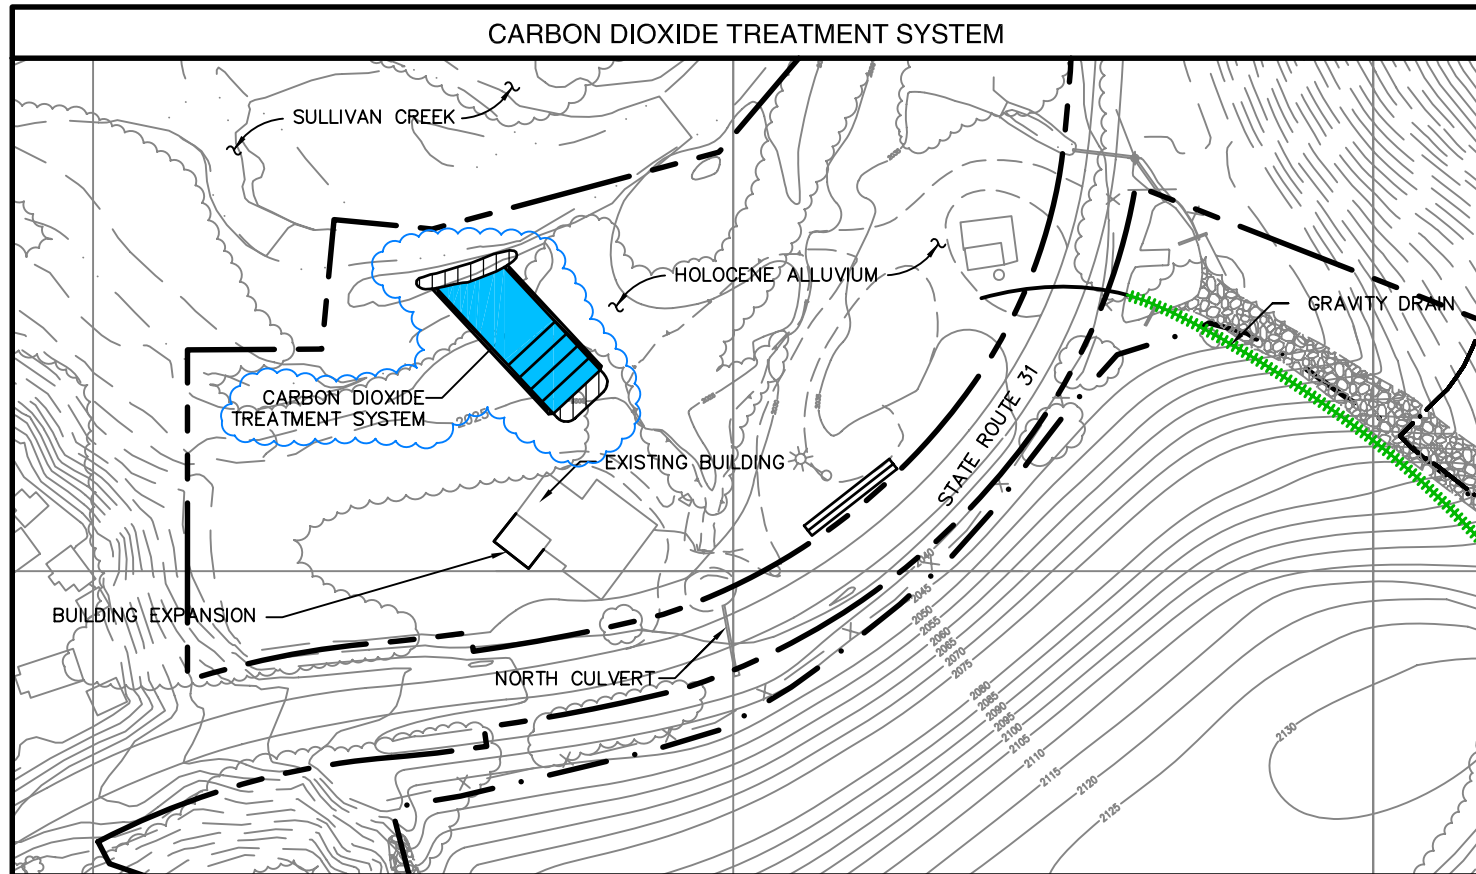 CARBON DIOXIDE TREATMENT SYSTEM
SULLIVAN CREEK
HOLOCENE ALLUVIUM
GRAVITY DRAIN
CARBON DIOXIDE
TREATMENT SYSTEM
2025
STATE ROUTE 31
EXISTING BUILDING
BUILDING EXPANSION
NORTH CULVERT
2040
2045
2050
2055
2060
2065
2070
2075
2080
2085
2090
2095
2100
2105
2110
2115
2120
2125
2130